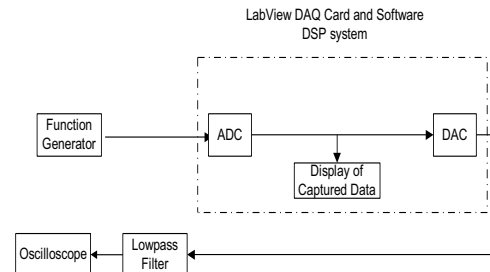 LabView DAQ Card and Software
DSP system
Function
Generator
ADC
DAC
Display of
Captured Data
Oscilloscope
Lowpass
Filter